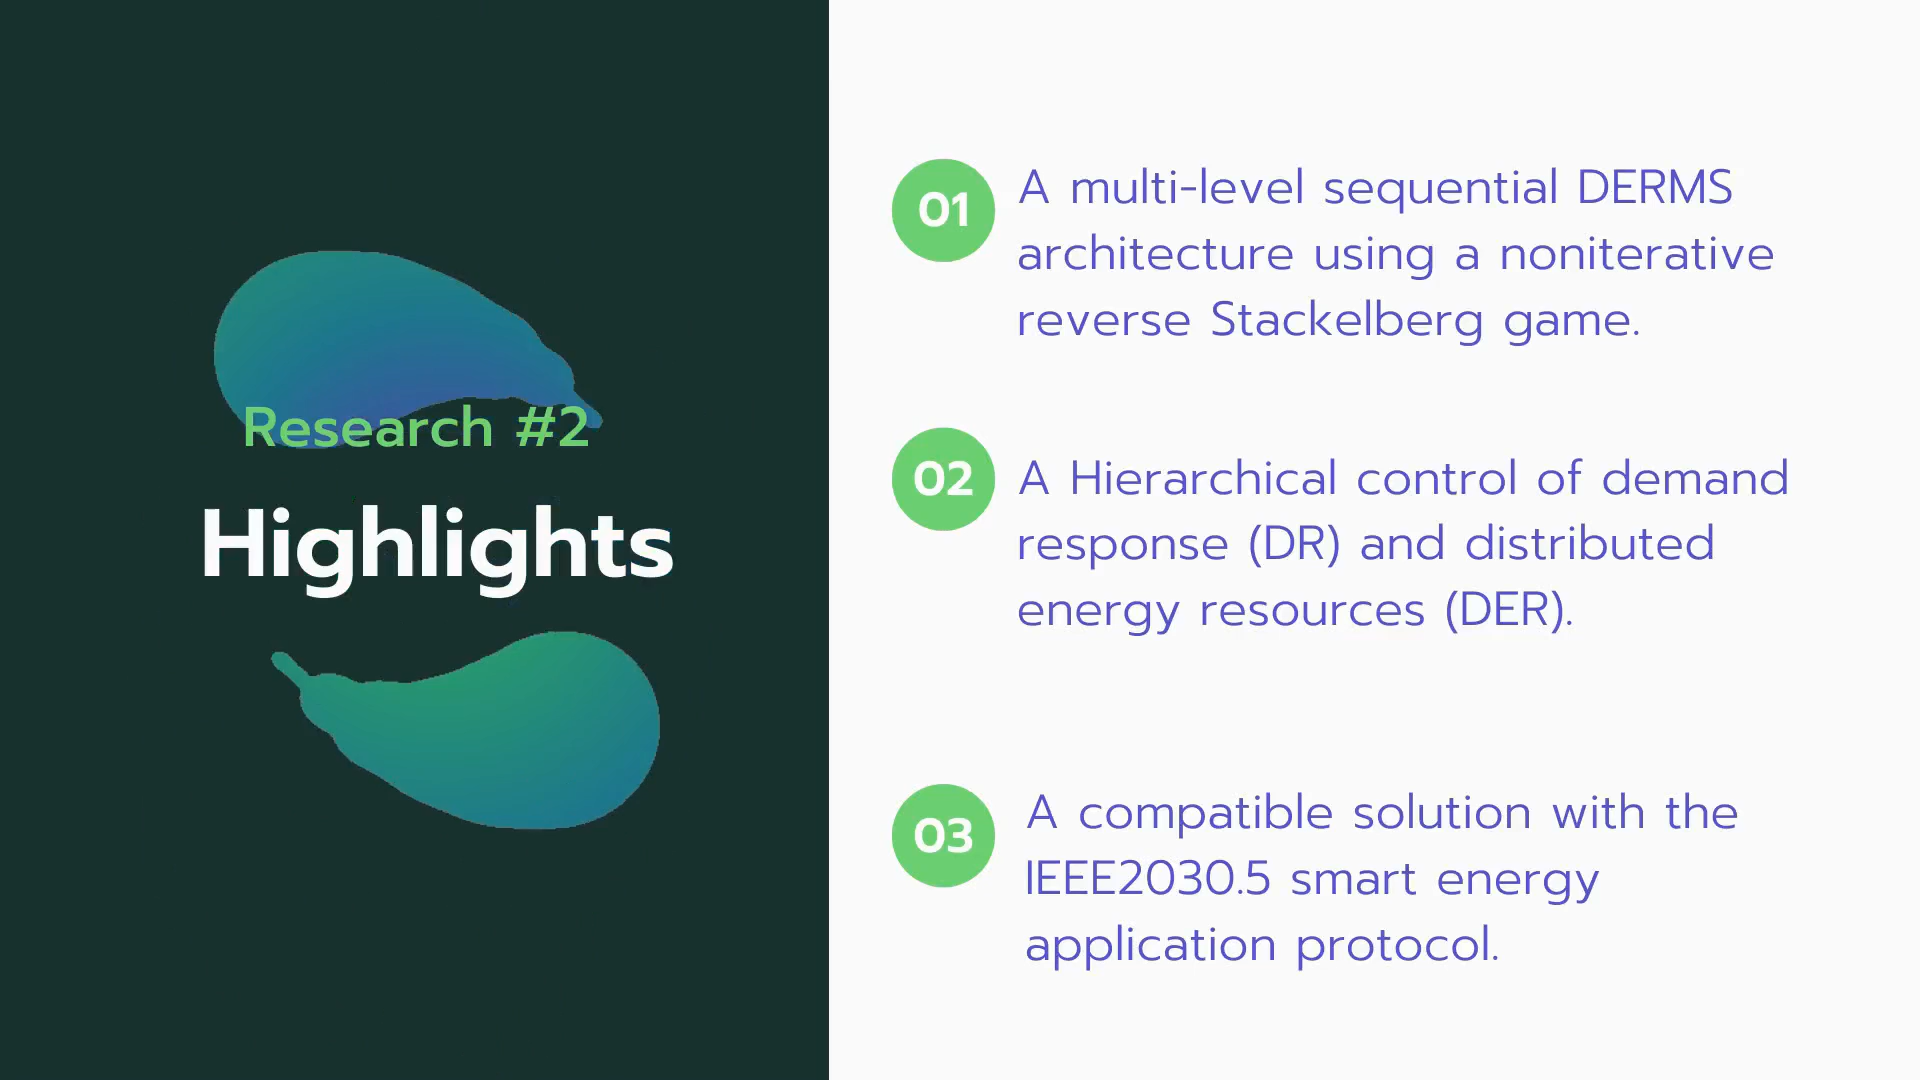 Research #2
Highlights
01
A multi-level sequential DERMS
architecture using a noniterative
reverse Stackelberg game.
02
A Hierarchical control of demand
response (DR) and distributed
energy resources (DER).
03
A compatible solution with the
IEEE2030.5 smart energy
application protocol.